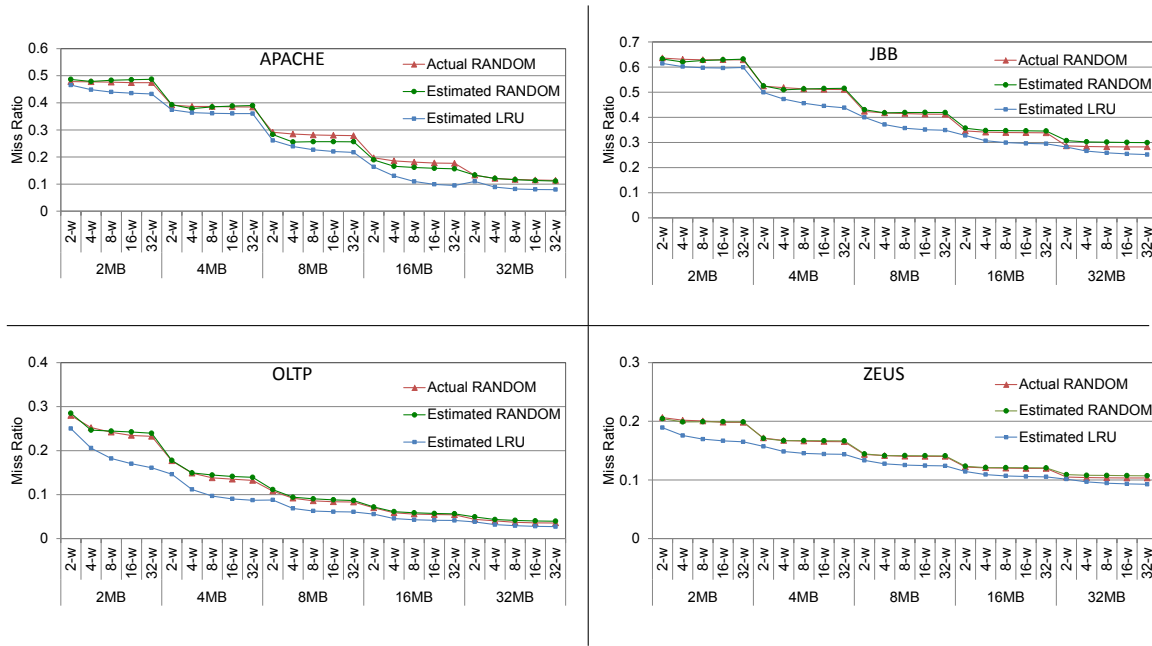 APACHE
Miss Ratio
0.6
0.5
0.4
0.3
0.2
0.1
0
Actual RANDOM
Estimated RANDOM
Estimated LRU
2-w 4-w 8-w 16-w 32-w 2-w 4-w 8-w 16-w 32-w 2-w 4-w 8-w 16-w 32-w 2-w 4-w 8-w 16-w 32-w 2-w 4-w 8-w 16-w 32-w
2MB 4MB 8MB 16MB 32MB
JBB
Miss Ratio
0.7
0.6
0.5
0.4
0.3
0.2
0.1
0
Actual RANDOM
Estimated RANDOM
Estimated LRU
2-w 4-w 8-w 16-w 32-w 2-w 4-w 8-w 16-w 32-w 2-w 4-w 8-w 16-w 32-w 2-w 4-w 8-w 16-w 32-w 2-w 4-w 8-w 16-w 32-w
2MB 4MB 8MB 16MB 32MB
OLTP
Miss Ratio
0.4
0.3
0.2
0.1
0
Actual RANDOM
Estimated RANDOM
Estimated LRU
2-w 4-w 8-w 16-w 32-w 2-w 4-w 8-w 16-w 32-w 2-w 4-w 8-w 16-w 32-w 2-w 4-w 8-w 16-w 32-w 2-w 4-w 8-w 16-w 32-w
2MB 4MB 8MB 16MB 32MB
ZEUS
Miss Ratio
0.3
0.2
0.1
0
Actual RANDOM
Estimated RANDOM
Estimated LRU
2-w 4-w 8-w 16-w 32-w 2-w 4-w 8-w 16-w 32-w 2-w 4-w 8-w 16-w 32-w 2-w 4-w 8-w 16-w 32-w 2-w 4-w 8-w 16-w 32-w
2MB 4MB 8MB 16MB 32MB